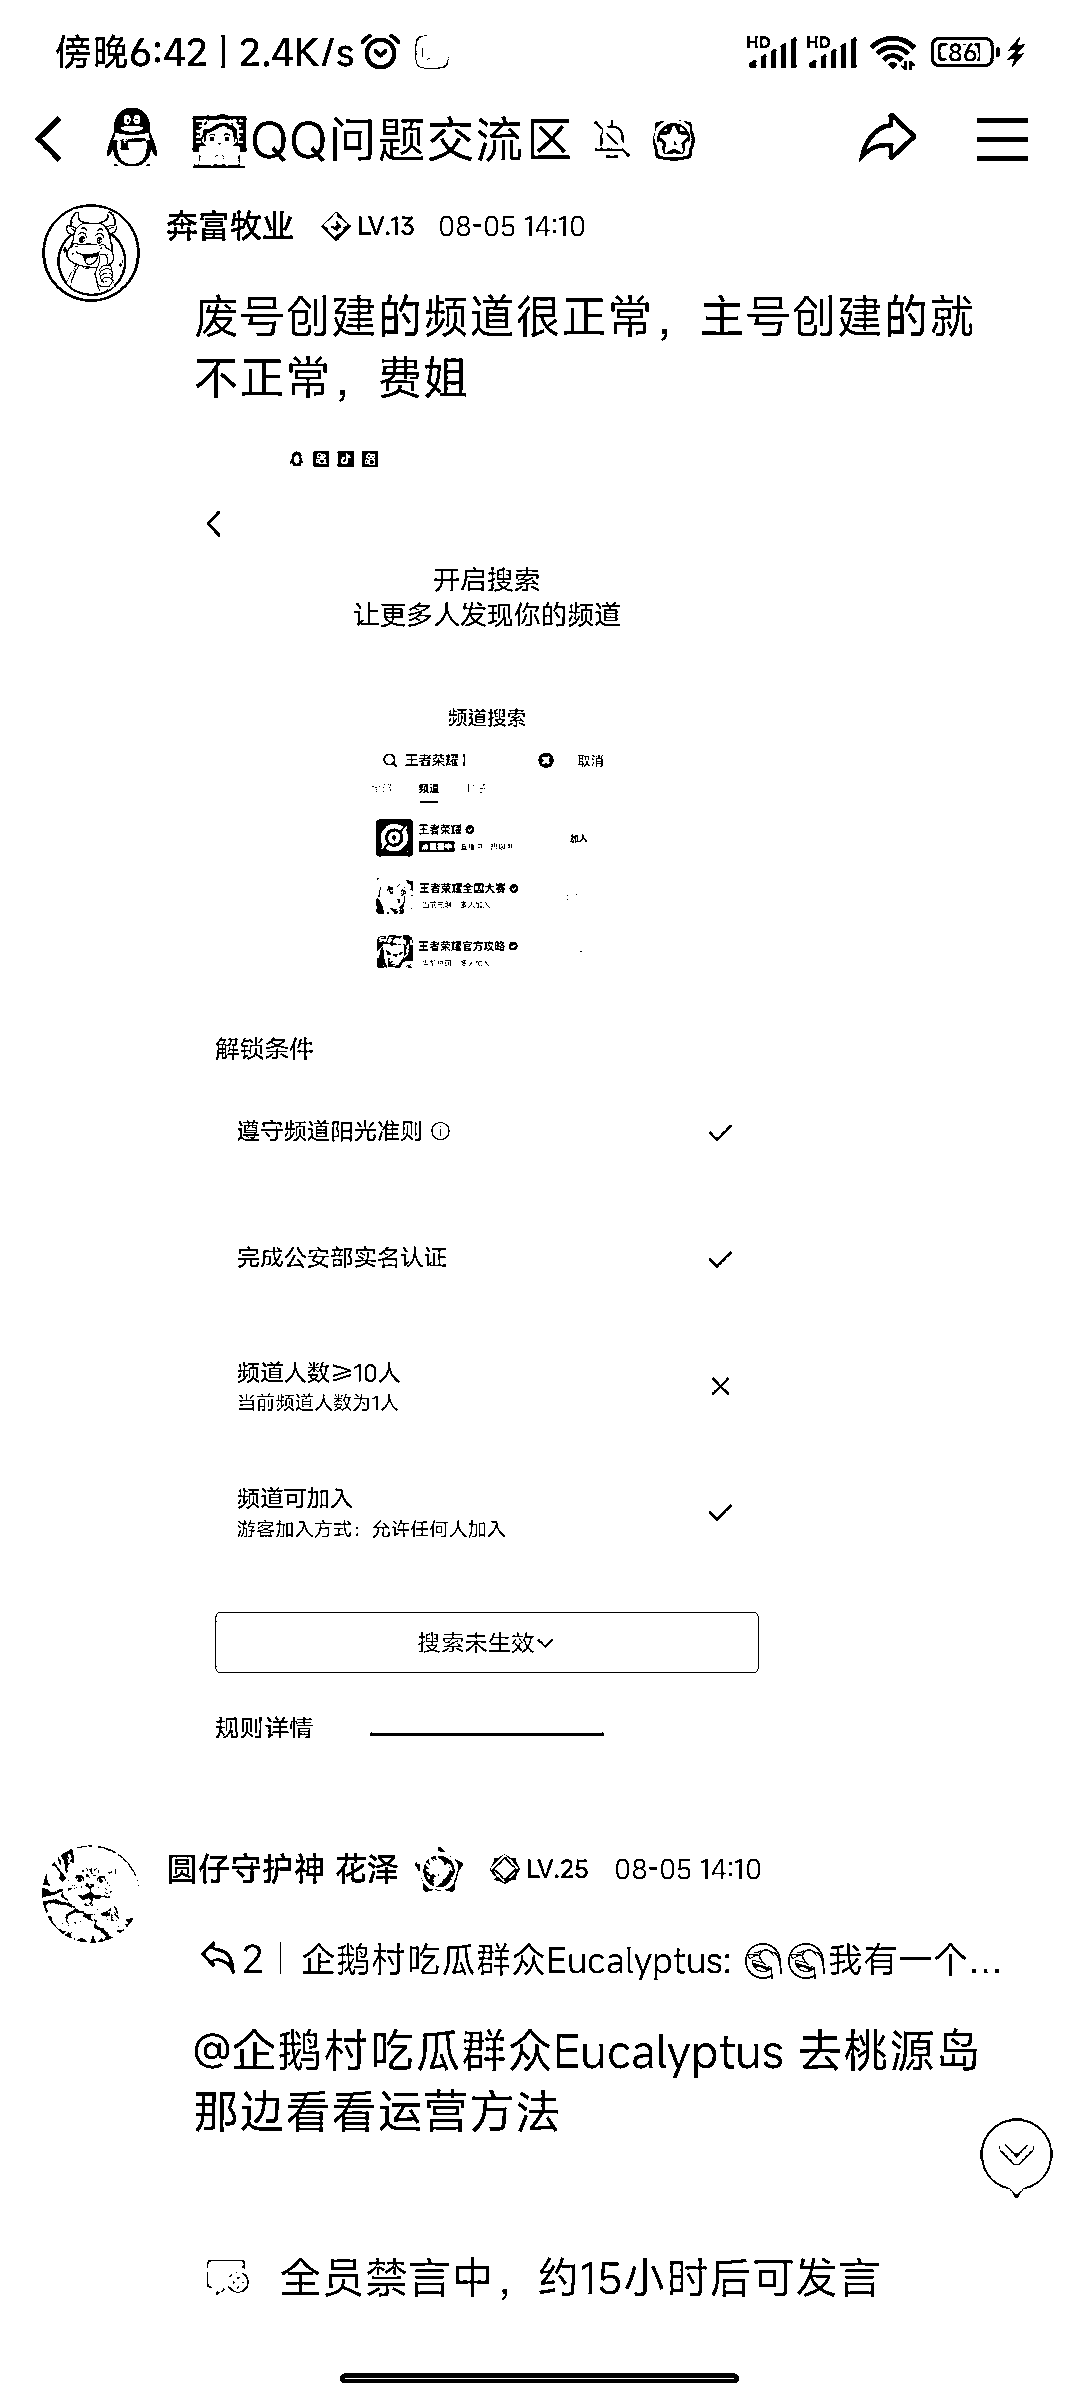 傍晚6:42 | 2.4K/s
HD HD 86
QQ问题交流区
奔富牧业 LV.13 08-05 14:10
废号创建的频道很正常，主号创建的就
不正常，费姐
开启搜索
让更多人发现你的频道
频道搜索
王者荣耀 取消
频道
王者荣耀
加入
王者荣耀全国大赛
王者荣耀官方攻略
解锁条件
遵守频道阳光准则
完成公安部实名认证
频道人数≥10人
当前频道人数为1人
频道可加入
游客加入方式：允许任何人加入
搜索未生效
规则详情
圆仔守护神 花泽 LV.25 08-05 14:10
2 | 企鹅村吃瓜群众Eucalyptus: 我有一个...
@企鹅村吃瓜群众Eucalyptus 去桃源岛
那边看看运营方法
全员禁言中，约15小时后可发言